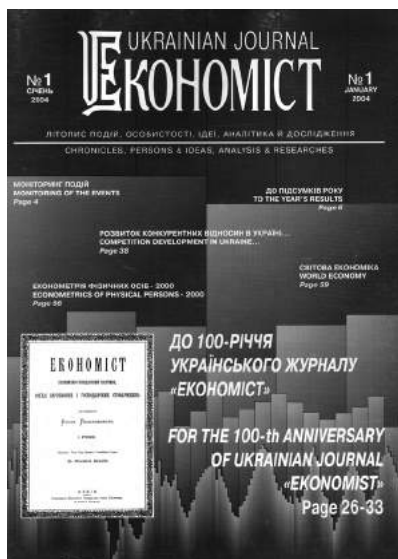 UKRAINIAN JOURNAL
ЕКОНОМІСТ
№1
СІЧЕНЬ
2004
№1
JANUARY
2004
ЛІТОПИС ПОДІЙ, ОСОБИСТОСТІ, ІДЕЇ, АНАЛІТИКА Й ДОСЛІДЖЕННЯ
CHRONICLES, PERSONS & IDEAS, ANALYSIS & RESEARCHES
МОНІТОРИНГ ПОДІЙ
MONITORING OF THE EVENTS
Page 4
ДО ПІДСУМКІВ РОКУ
TO THE YEAR'S RESULTS
Page 6
РОЗВИТОК КОНКУРЕНТНИХ ВІДНОСИН В УКРАЇНІ...
COMPETITION DEVELOPMENT IN UKRAINE...
Page 38
СВІТОВА ЕКОНОМІКА
WORLD ECONOMY
Page 59
ЕКОНОМЕТРІЯ ФІЗИЧНИХ ОСІБ - 2000
ECONOMETRICS OF PHYSICAL PERSONS - 2000
Page 66
ЕКОНОМІСТ
ДО 100-РІЧЧЯ
УКРАЇНСЬКОГО ЖУРНАЛУ
«ЕКОНОМІСТ»
FOR THE 100-th ANNIVERSARY
OF UKRAINIAN JOURNAL
«EKONOMIST»
Page 26-33